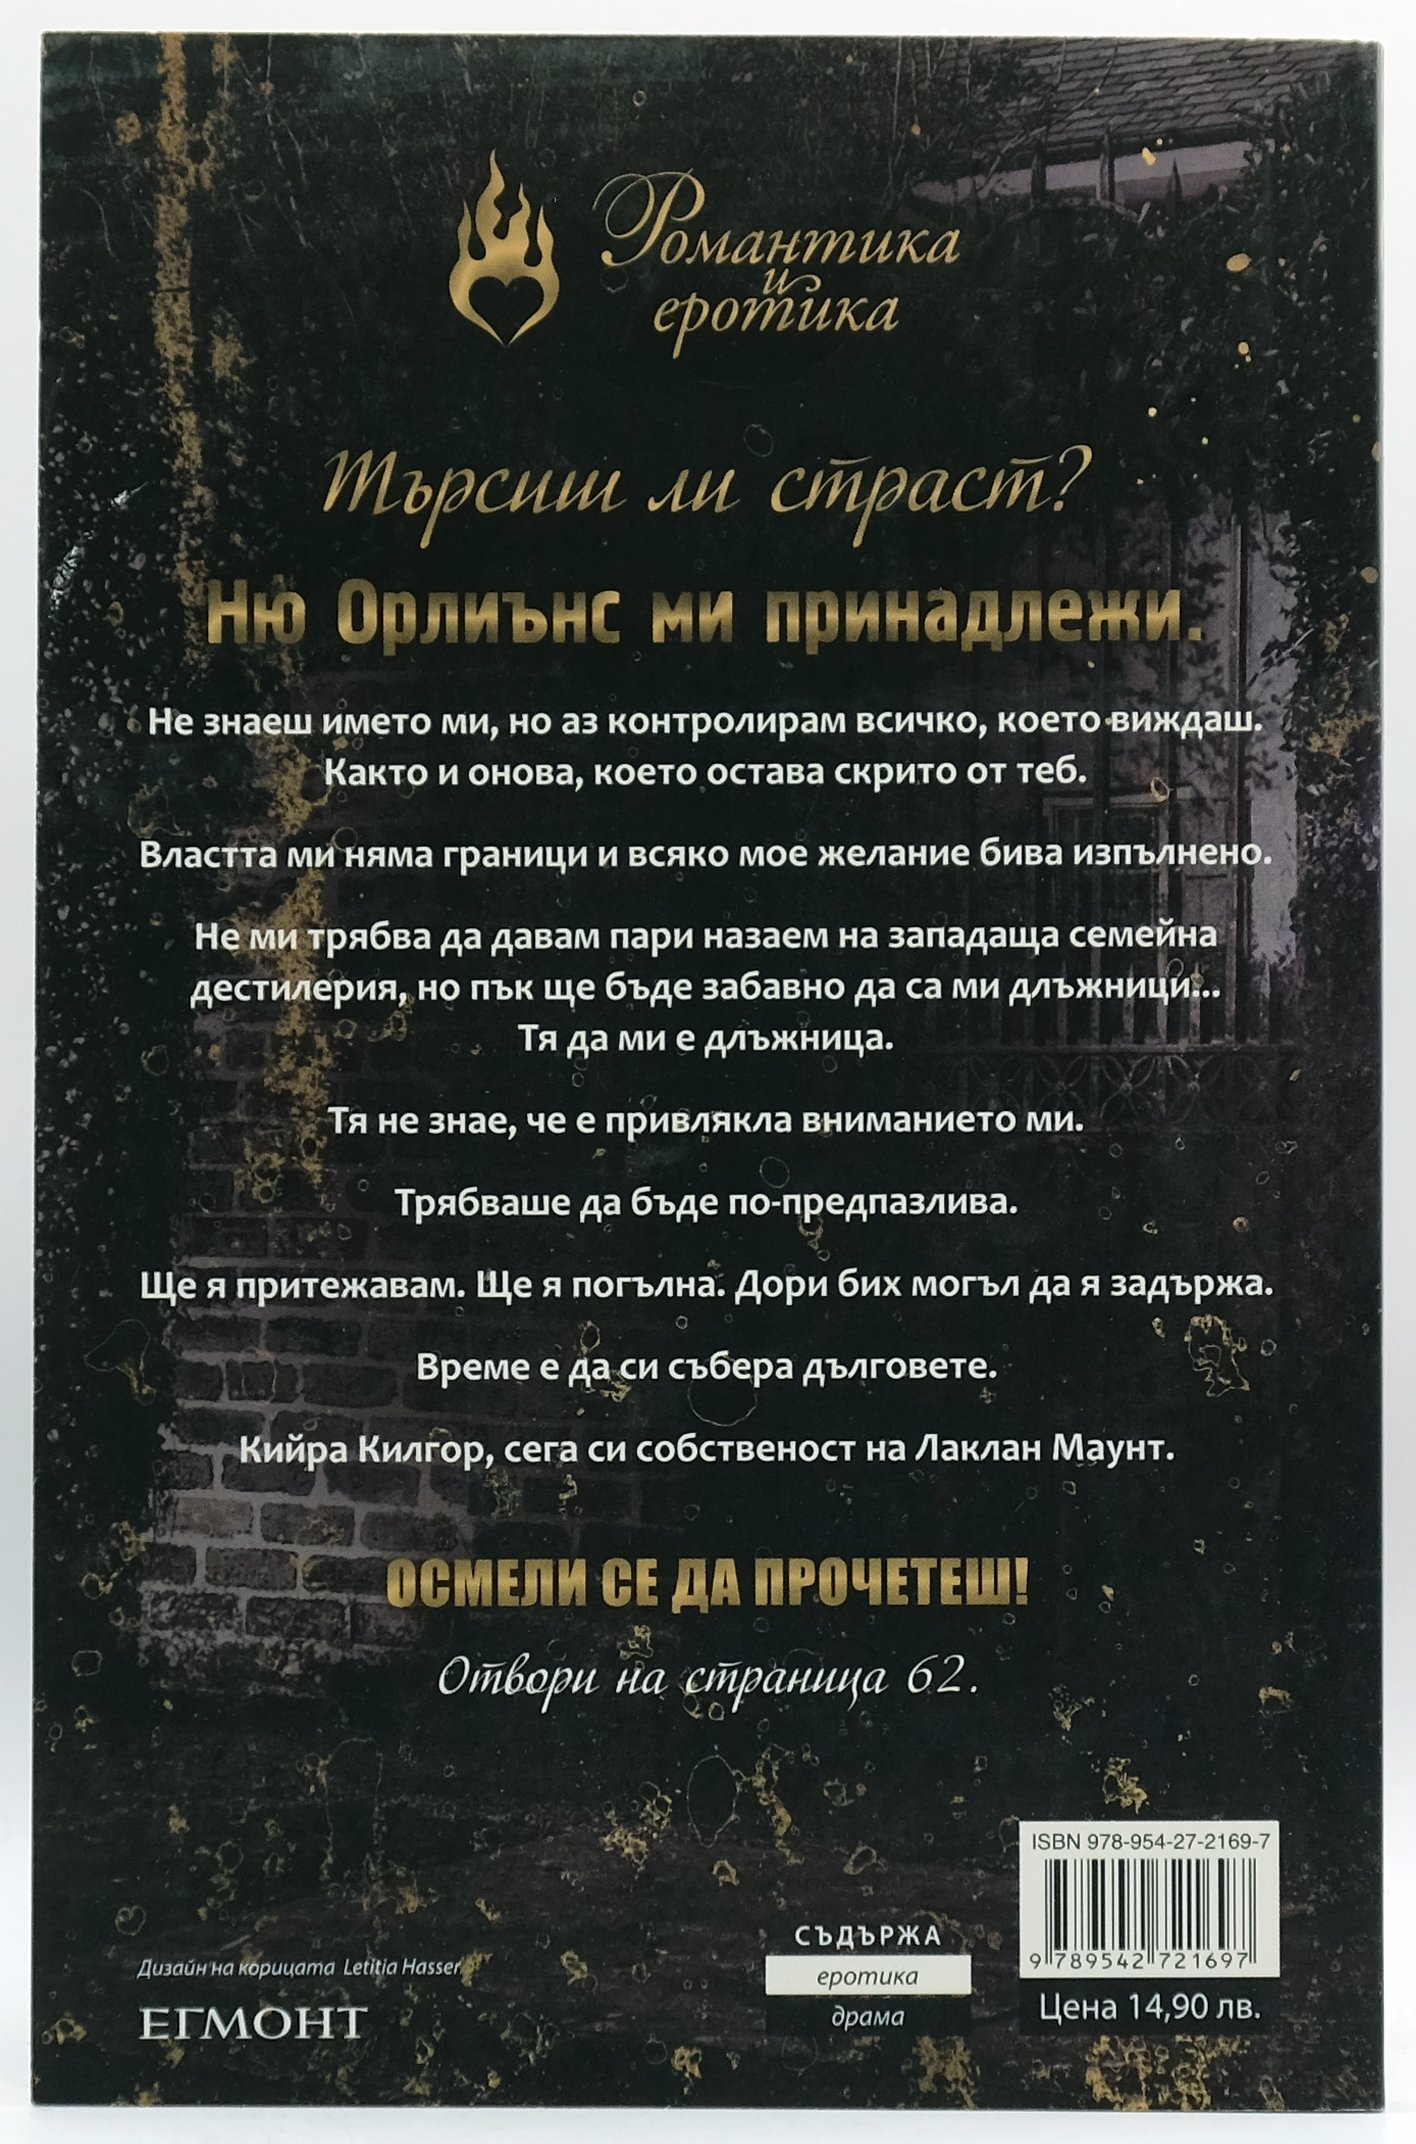 Романтика
и
еротика
Търсиш ли страст?
Ню Орлиънс ми принадлежи.
Не знаеш името ми, но аз контролирам всичко, което виждаш.
Както и онова, което остава скрито от теб.
Властта ми няма граници и всяко мое желание бива изпълнено.
Не ми трябва да давам пари назаем на западаща семейна
дестилерия, но пък ще бъде забавно да са ми длъжници...
Тя да ми е длъжница.
Тя не знае, че е привлякла вниманието ми.
Трябваше да бъде по-предпазлива.
Ще я притежавам. Ще я погълна. Дори бих могъл да я задържа.
Време е да си събера дълговете.
Кийра Килгор, сега си собственост на Лаклан Маунт.
ОСМЕЛИ СЕ ДА ПРОЧЕТЕШ!
Отвори на страница 62.
ISBN 978-954-27-2169-7
9 789542 721697
Цена 14,90 лв.
СЪДЪРЖА
еротика
драма
Дизайн на корицата Letitia Hasser
ЕГМОНТ